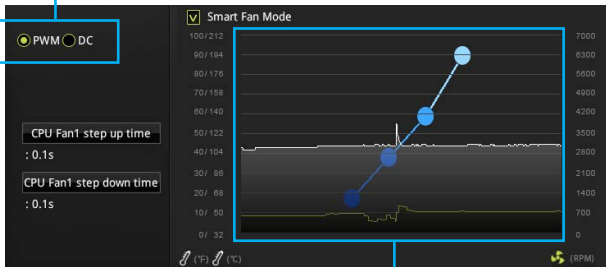 V Smart Fan Mode
PWM DC
100/212 7000
90/194 6300
80/176 5600
70/158 4900
60/140 4200
50/122 3500
CPU Fan1 step up time
: 0.1s
40/104 2800
30/ 86 2100
CPU Fan1 step down time
: 0.1s
20/ 68 1400
10/ 50 700
0/ 32 0
(°F) (°C) (RPM)